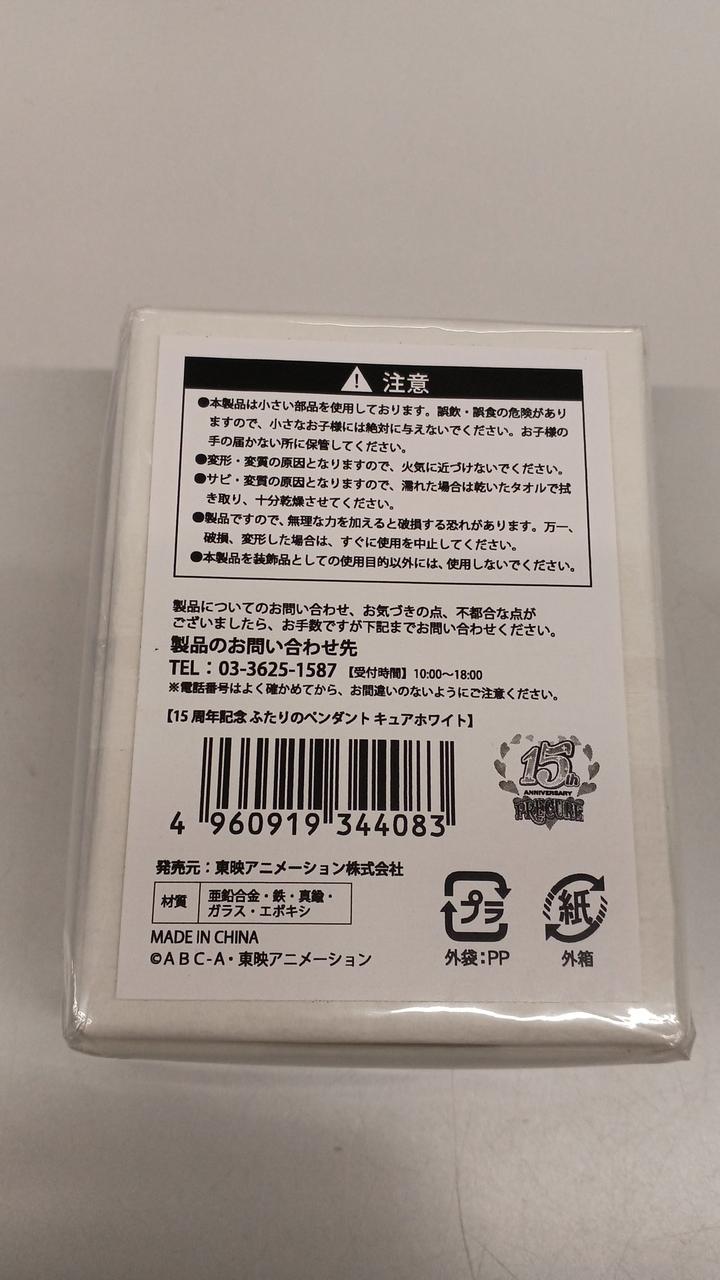 注意
●本製品は小さい部品を使用しております。誤飲・誤食の危険があり
ますので、小さなお子様には絶対に与えないでください。お子様の
手の届かない所に保管してください。
●変形・変質の原因となりますので、火気に近づけないでください。
●サビ・変質の原因となりますので、濡れた場合は乾いたタオルで拭
き取り、十分乾燥させてください。
●製品ですので、無理な力を加えると破損する恐れがあります。万一、
破損、変形した場合は、すぐに使用を中止してください。
●本製品を装飾品としての使用目的以外には、使用しないでください。
製品についてのお問い合わせ、お気づきの点、不都合な点が
ございましたら、お手数ですが下記までお問い合わせください。
製品のお問い合わせ先
TEL：03-3625-1587 【受付時間】10:00〜18:00
※電話番号はよく確かめてから、お間違いのないようにご注意ください。
【15周年記念 ふたりのペンダント キュアホワイト】
15th
ANNIVERSARY
PRECURE
4 960919 344083
発売元：東映アニメーション株式会社
材質 亜鉛合金・鉄・真鍮・
ガラス・エポキシ
MADE IN CHINA
©ABC-A・東映アニメーション
プラ
外袋：PP
紙
外箱